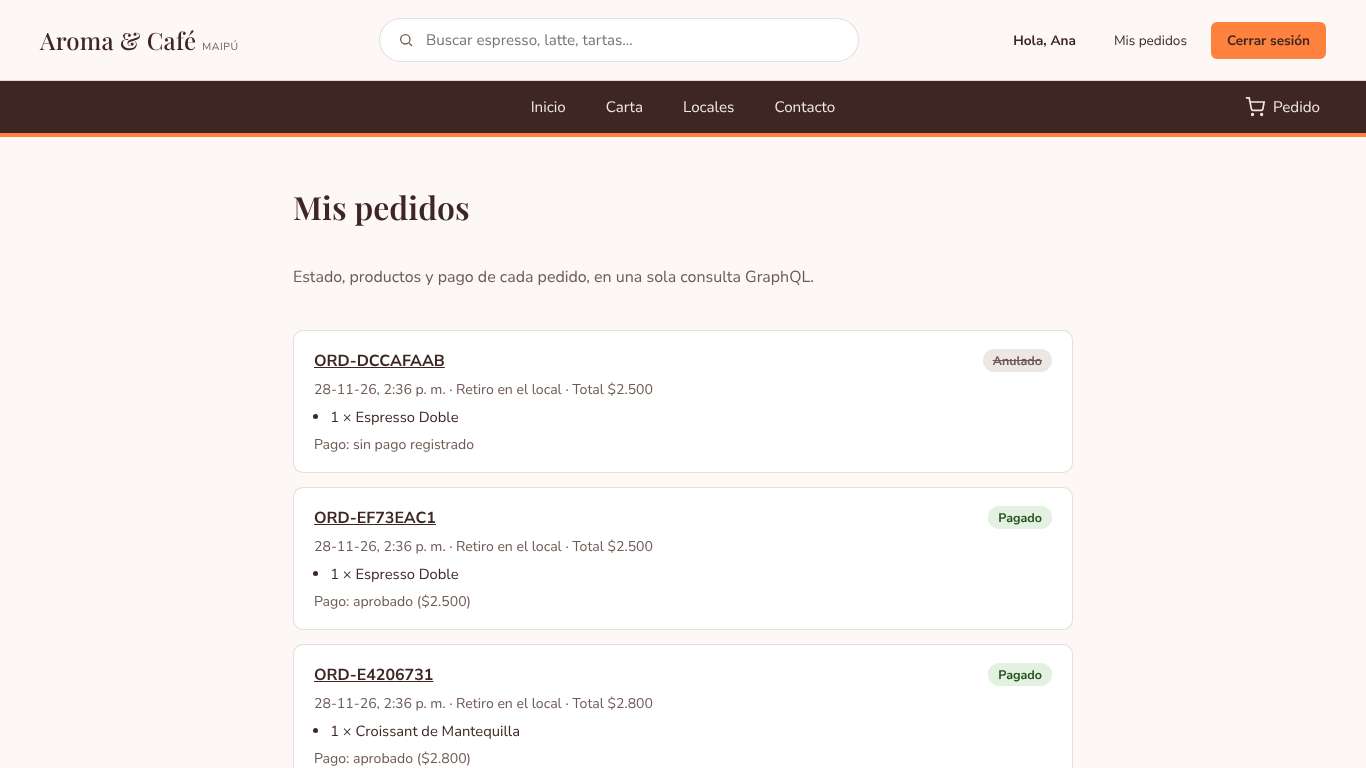 Aroma & Café MAIPÚ
Buscar espresso, latte, tartas...
Hola, Ana
Mis pedidos
Cerrar sesión
Inicio
Carta
Locales
Contacto
Pedido
Mis pedidos
Estado, productos y pago de cada pedido, en una sola consulta GraphQL.
ORD-DCCAFAAB
Anulado
28-11-26, 2:36 p. m. · Retiro en el local · Total $2.500
1 × Espresso Doble
Pago: sin pago registrado
ORD-EF73EAC1
Pagado
28-11-26, 2:36 p. m. · Retiro en el local · Total $2.500
1 × Espresso Doble
Pago: aprobado ($2.500)
ORD-E4206731
Pagado
28-11-26, 2:36 p. m. · Retiro en el local · Total $2.800
1 × Croissant de Mantequilla
Pago: aprobado ($2.800)